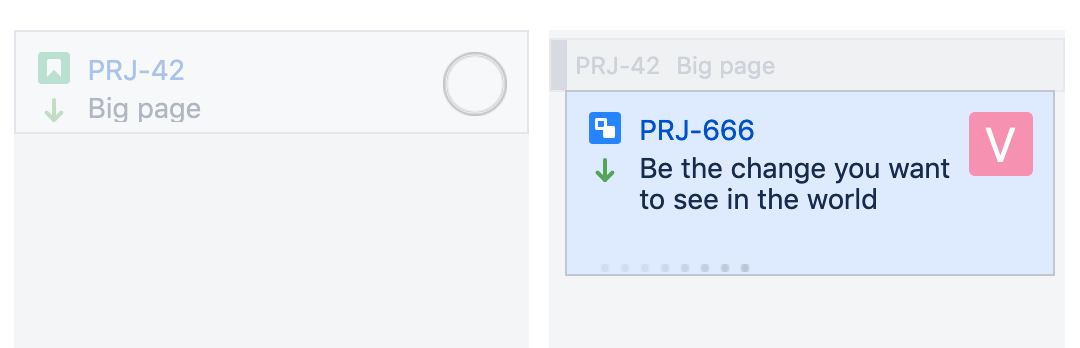 PRJ-42
Big page
PRJ-42 Big page
PRJ-666
Be the change you want
to see in the world
V